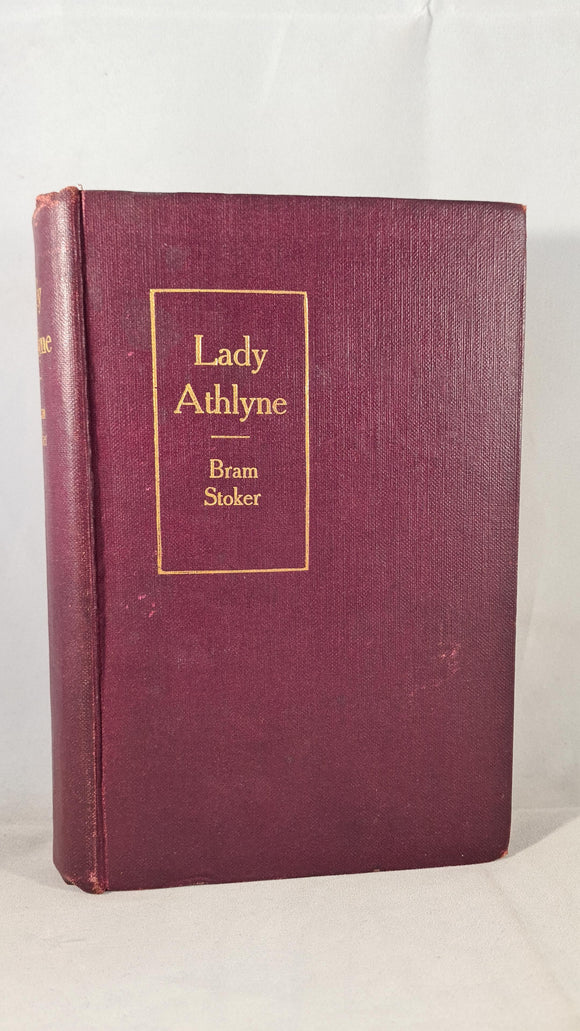 Lady
Athlyne
Bram
Stoker